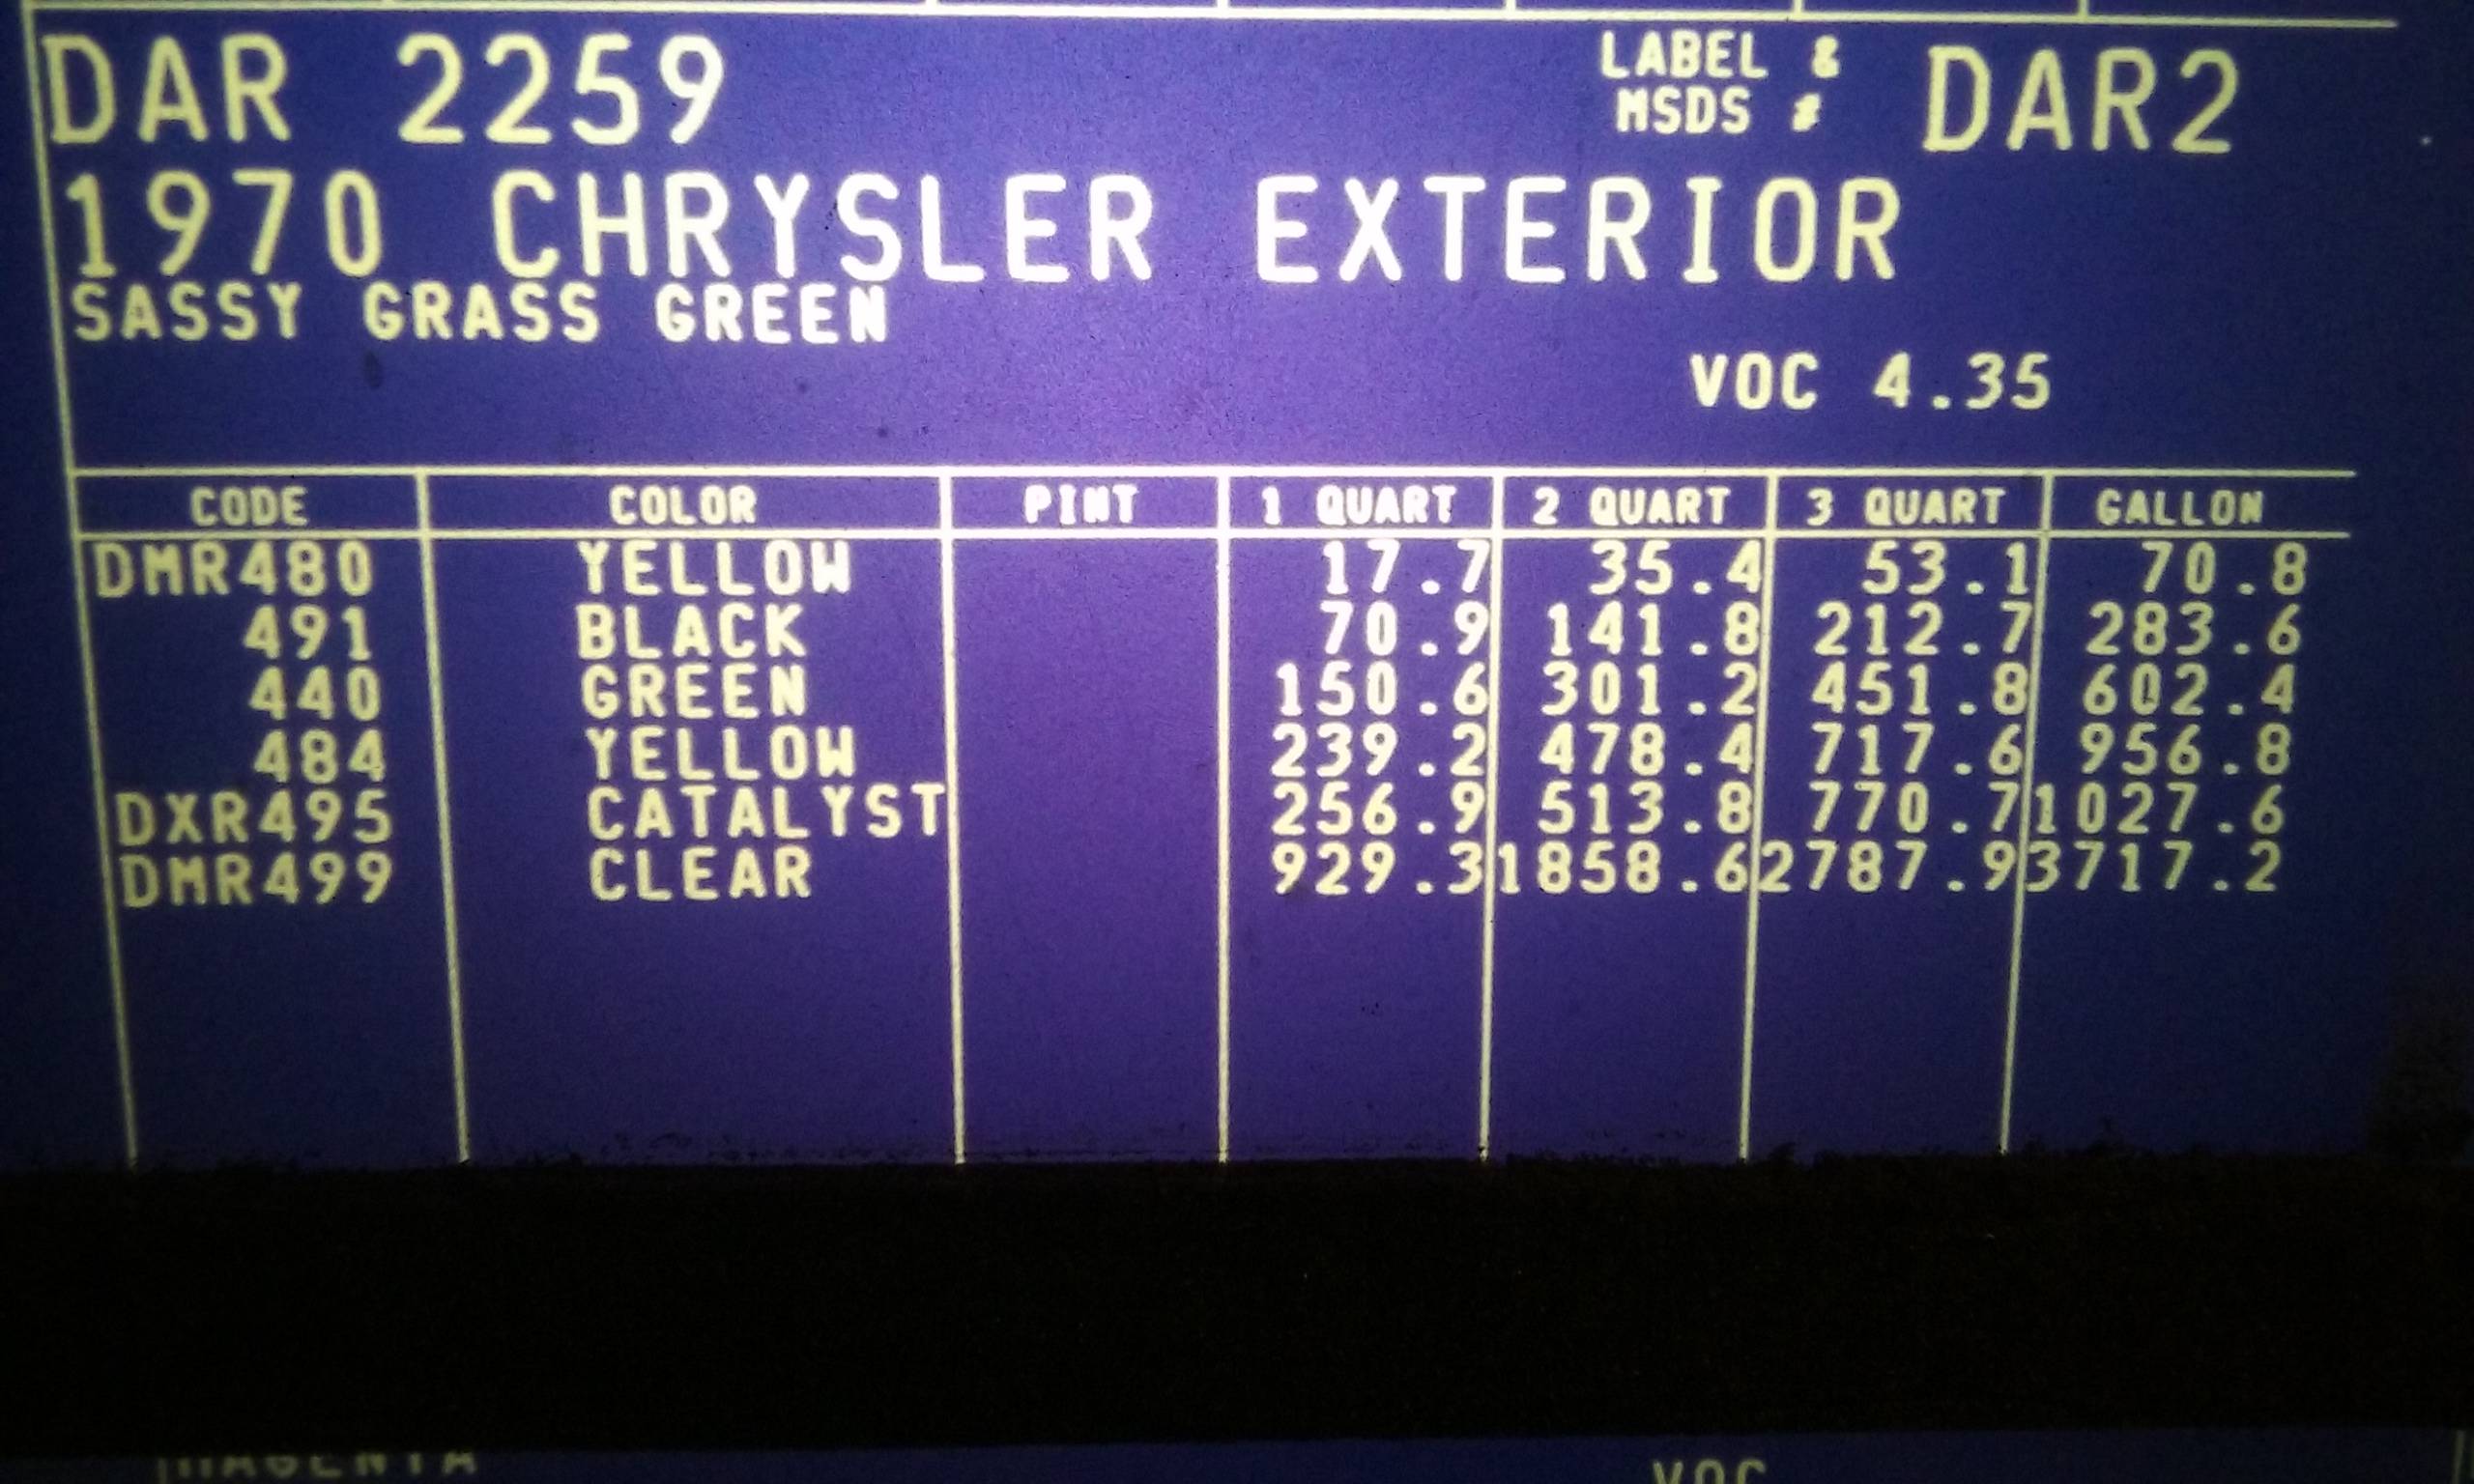 DAR 2259 LABEL & MSDS # DAR2
1970 CHRYSLER EXTERIOR
SASSY GRASS GREEN
VOC 4.35
CODE COLOR PINT 1 QUART 2 QUART 3 QUART GALLON
DMR480 YELLOW 17.7 35.4 53.1 70.8
491 BLACK 70.9 141.8 212.7 283.6
440 GREEN 150.6 301.2 451.8 602.4
484 YELLOW 239.2 478.4 717.6 956.8
DXR495 CATALYST 256.9 513.8 770.7 1027.6
DMR499 CLEAR 929.3 1858.6 2787.9 3717.2
MAGENTA VOC